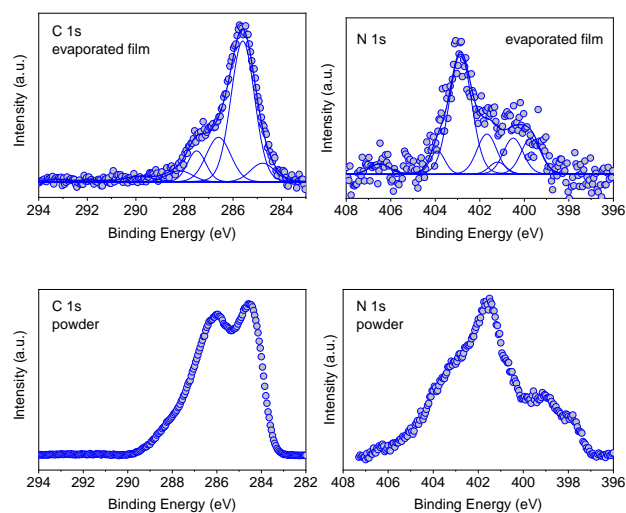 C 1s
evaporated film
Intensity (a.u.)
294 292 290 288 286 284
Binding Energy (eV)
N 1s
evaporated film
Intensity (a.u.)
408 406 404 402 400 398 396
Binding Energy (eV)
C 1s
powder
Intensity (a.u.)
294 292 290 288 286 284 282
Binding Energy (eV)
N 1s
powder
Intensity (a.u.)
408 406 404 402 400 398 396
Binding Energy (eV)